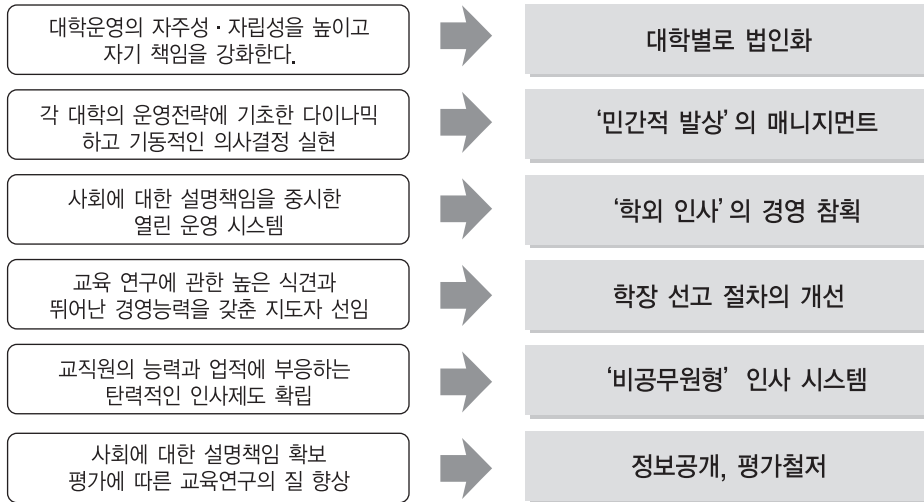 대학운영의 자주성·자립성을 높이고
자기 책임을 강화한다.
대학별로 법인화
각 대학의 운영전략에 기초한 다이나믹
하고 기동적인 의사결정 실현
‘민간적 발상’의 매니지먼트
사회에 대한 설명책임을 중시한
열린 운영 시스템
‘학외 인사’의 경영 참획
교육 연구에 관한 높은 식견과
뛰어난 경영능력을 갖춘 지도자 선임
학장 선고 절차의 개선
교직원의 능력과 업적에 부응하는
탄력적인 인사제도 확립
‘비공무원형’ 인사 시스템
사회에 대한 설명책임 확보
평가에 따른 교육연구의 질 향상
정보공개, 평가철저